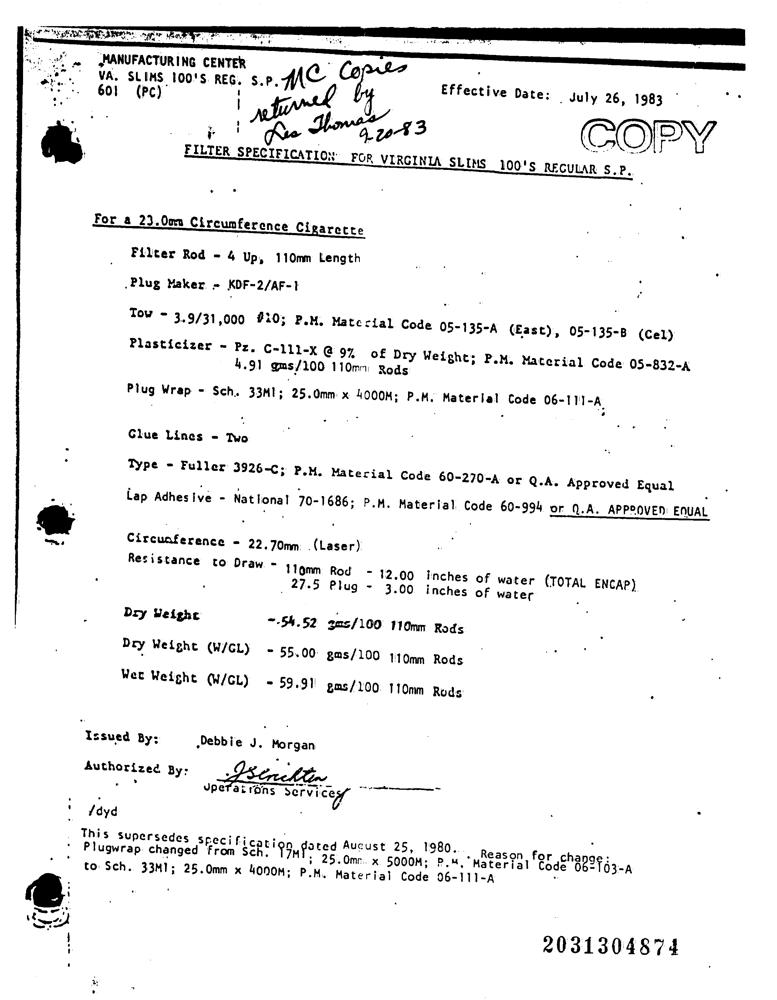 MANUFACTURING CENTER
VA. SLIMS 100'S REG. S.P.
601 (PC)
MC Copies
returned by
Les Thomas
9-20-83
Effective Date: July 26, 1983
COPY
FILTER SPECIFICATION FOR VIRGINIA SLIMS 100'S REGULAR S.P.
For a 23.0mm Circumference Cigarette
Filter Rod - 4 Up, 110mm Length
Plug Maker - KDF-2/AF-1
Tow - 3.9/31,000 #10; P.M. Material Code 05-135-A (East), 05-135-B (Cel)
Plasticizer - Pz. C-111-X @ 9% of Dry Weight; P.M. Material Code 05-832-A
4.91 gms/100 110mm Rods
Plug Wrap - Sch. 33M1; 25.0mm x 4000M; P.M. Material Code 06-111-A
Glue Lines - Two
Type - Fuller 3926-C; P.M. Material Code 60-270-A or Q.A. Approved Equal
Lap Adhesive - National 70-1686; P.M. Material Code 60-994 or Q.A. APPROVED EQUAL
Circumference - 22.70mm (Laser)
Resistance to Draw - 110mm Rod - 12.00 inches of water (TOTAL ENCAP)
27.5 Plug - 3.00 inches of water
Dry Weight - 54.52 gms/100 110mm Rods
Dry Weight (W/GL) - 55.00 gms/100 110mm Rods
Wet Weight (W/GL) - 59.91 gms/100 110mm Rods
Issued By: Debbie J. Morgan
Authorized By:
Operations Services
/dyd
This supersedes specification dated August 25, 1980. Reason for change:
Plugwrap changed from Sch. 17M1; 25.0mm x 5000M; P.M. Material Code 06-103-A
to Sch. 33M1; 25.0mm x 4000M; P.M. Material Code 06-111-A
2031304874